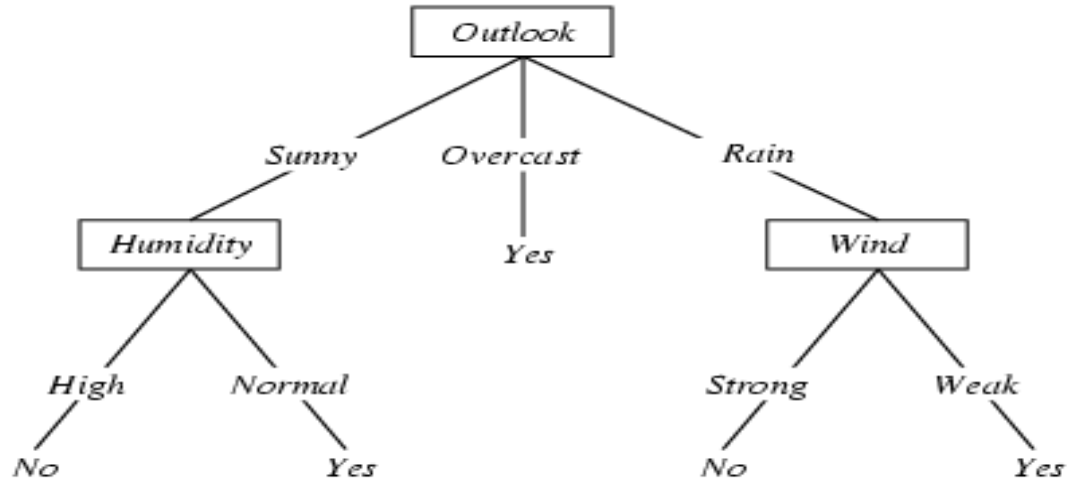 Outlook
Sunny Overcast Rain
Humidity Yes Wind
High Normal Strong Weak
No Yes No Yes